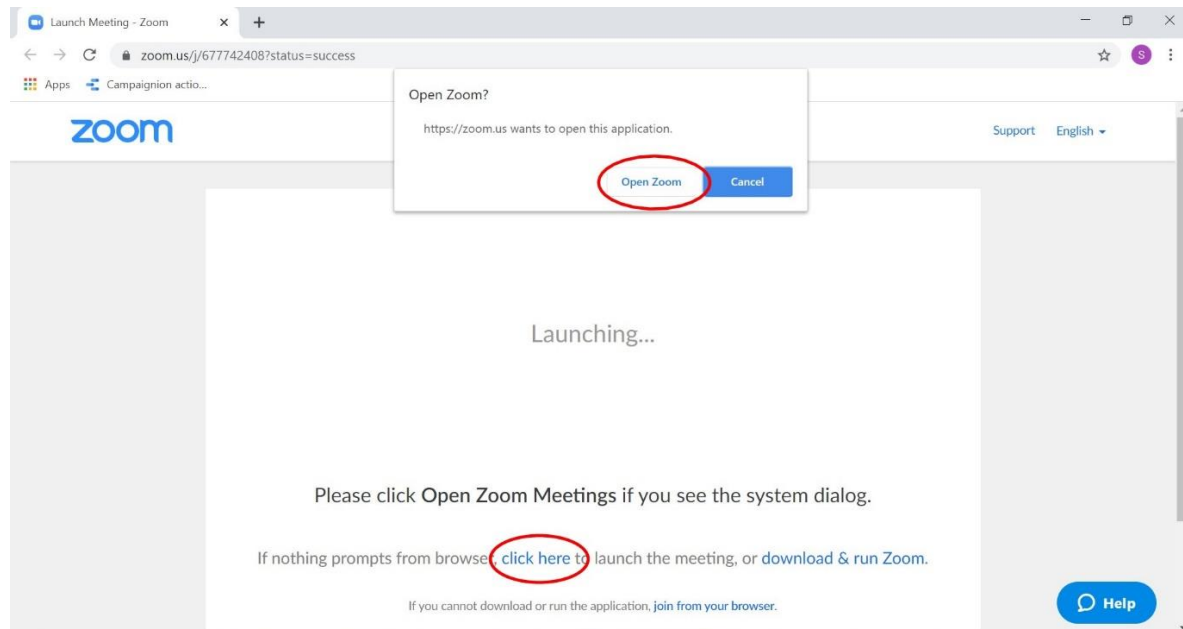 Launch Meeting - Zoom
zoom.us/j/677742408?status=success
S
Apps Campaignion actio...
Open Zoom?
https://zoom.us wants to open this application.
Open Zoom Cancel
zoom
Support English
Launching...
Please click Open Zoom Meetings if you see the system dialog.
If nothing prompts from browser, click here to launch the meeting, or download & run Zoom.
If you cannot download or run the application, join from your browser.
Help